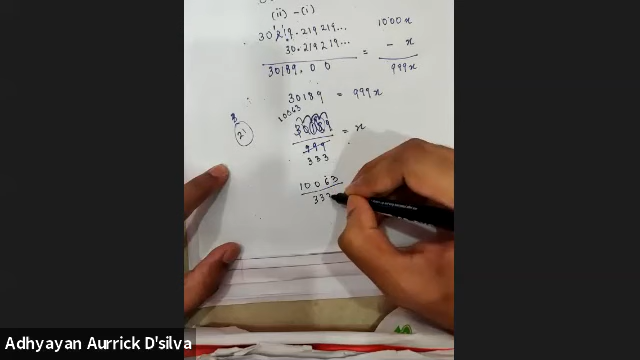 (ii) - (i)
30219.219219... 1000x
30.219219... = - x
30189.00 999x
30189 = 999x
10063
30189 = x
21
999
333
10063
333
Adhyayan Aurrick D'silva